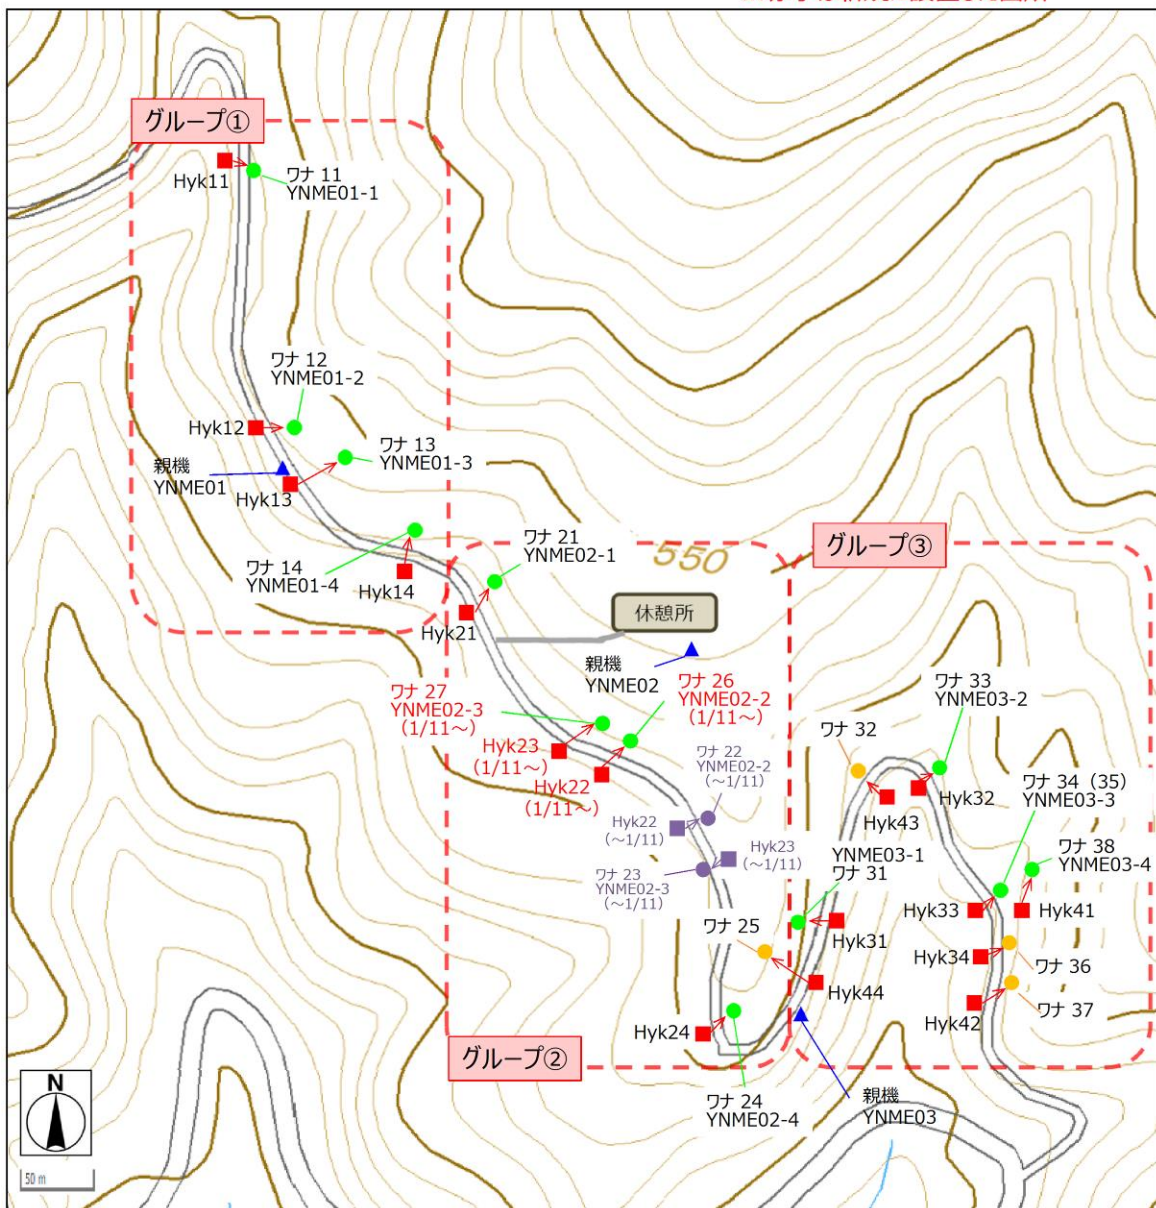 グループ①
Hyk11
ワナ 11
YNME01-1
ワナ 12
YNME01-2
Hyk12
ワナ 13
YNME01-3
親機
YNME01
Hyk13
ワナ 14
YNME01-4
Hyk14
ワナ 21
YNME02-1
Hyk21
550
休憩所
グループ③
親機
YNME02
ワナ 27
YNME02-3
(1/11～)
ワナ 26
YNME02-2
(1/11～)
Hyk23
(1/11～)
Hyk22
(1/11～)
ワナ 22
YNME02-2
(～1/11)
Hyk22
(～1/11)
Hyk23
(～1/11)
ワナ 23
YNME02-3
(～1/11)
ワナ 25
Hyk44
Hyk24
グループ②
ワナ 24
YNME02-4
親機
YNME03
ワナ 32
ワナ 33
YNME03-2
Hyk43
Hyk32
YNME03-1
ワナ 31
Hyk31
ワナ 34（35）
YNME03-3
ワナ 38
YNME03-4
Hyk33
Hyk41
Hyk34
ワナ 36
Hyk42
ワナ 37
N
50 m